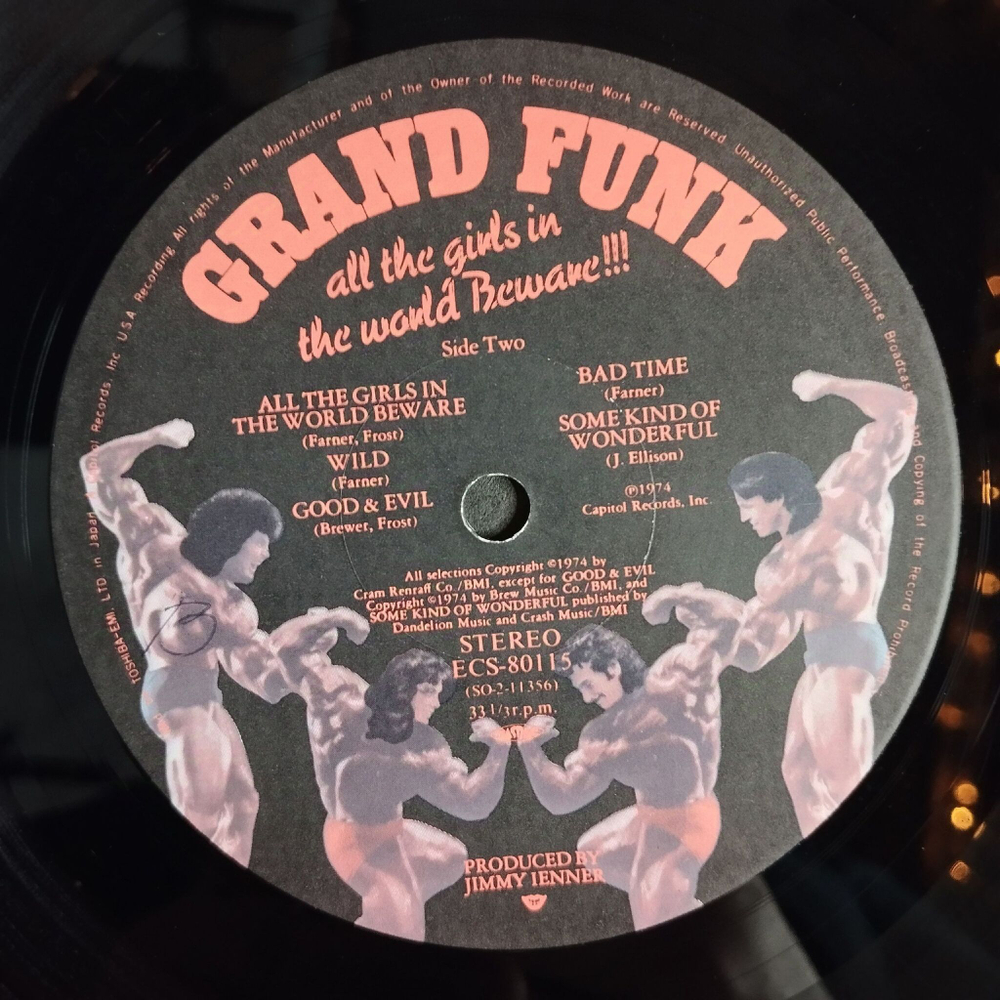 TOSHIBA-EMI LTD. in Japan Records, Inc U.S.A Recording. All rights of the Manufacturer and of the Owner of the Recorded Work are Reserved. Unauthorized Public Performance. Broadcas and Copying of the Record Prohi
GRAND FUNK
all the girls in
the world Beware!!!
Side Two
ALL THE GIRLS IN
THE WORLD BEWARE
(Farner, Frost)
WILD
(Farner)
GOOD & EVIL
(Brewer, Frost)
BAD TIME
(Farner)
SOME KIND OF
WONDERFUL
(J. Ellison)
℗1974
Capitol Records, Inc.
All selections Copyright ©1974 by
Cram Renraff Co./BMI, except for GOOD & EVIL
Copyright ©1974 by Brew Music Co./BMI, and
SOME KIND OF WONDERFUL published by
Dandelion Music and Crash Music/BMI
STEREO
ECS-80115
(SO-2-11356)
33 1/3 r.p.m.
B
PRODUCED BY
JIMMY IENNER